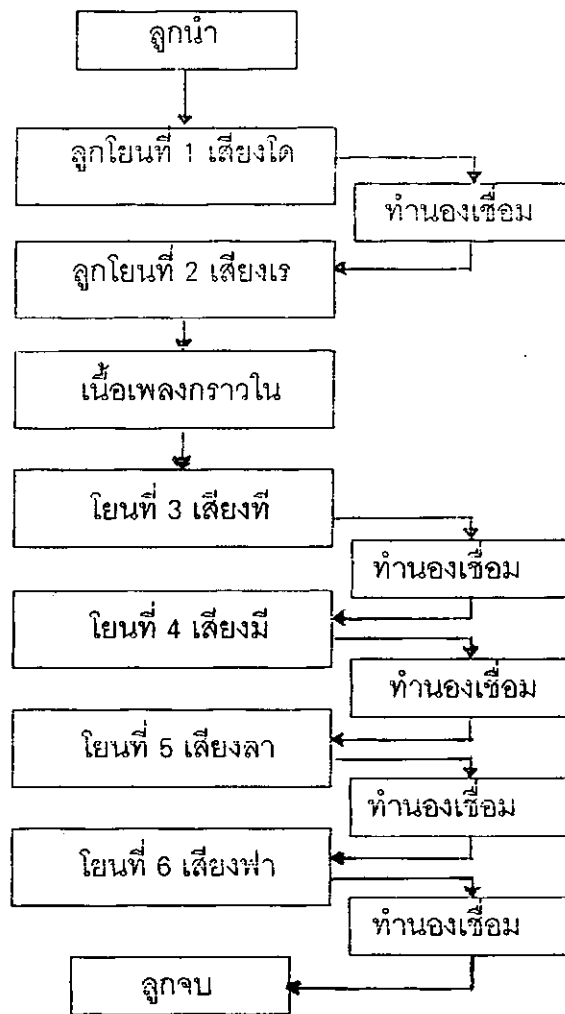 ลูกนำ
ลูกโยนที่ 1 เสียงโด
ทำนองเชื่อม
ลูกโยนที่ 2 เสียงเร
เนื้อเพลงกราวใน
โยนที่ 3 เสียงที
ทำนองเชื่อม
โยนที่ 4 เสียงมี
ทำนองเชื่อม
โยนที่ 5 เสียงลา
ทำนองเชื่อม
โยนที่ 6 เสียงฟา
ทำนองเชื่อม
ลูกจบ